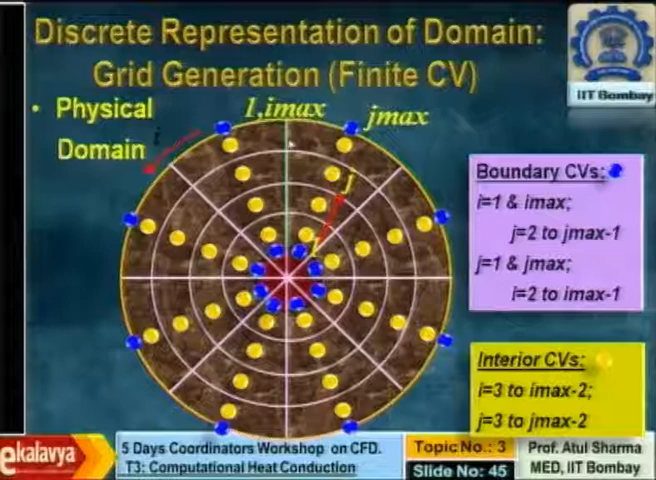 Discrete Representation of Domain:
Grid Generation (Finite CV)
IIT Bombay
• Physical
Domain
1,imax
jmax
i
j
Boundary CVs:
i=1 & imax;
j=2 to jmax-1
j=1 & jmax;
i=2 to imax-1
Interior CVs:
i=3 to imax-2;
j=3 to jmax-2
ekalavya
5 Days Coordinators Workshop on CFD.
T3: Computational Heat Conduction
Topic No.: 3
Slide No: 45
Prof. Atul Sharma
MED, IIT Bombay